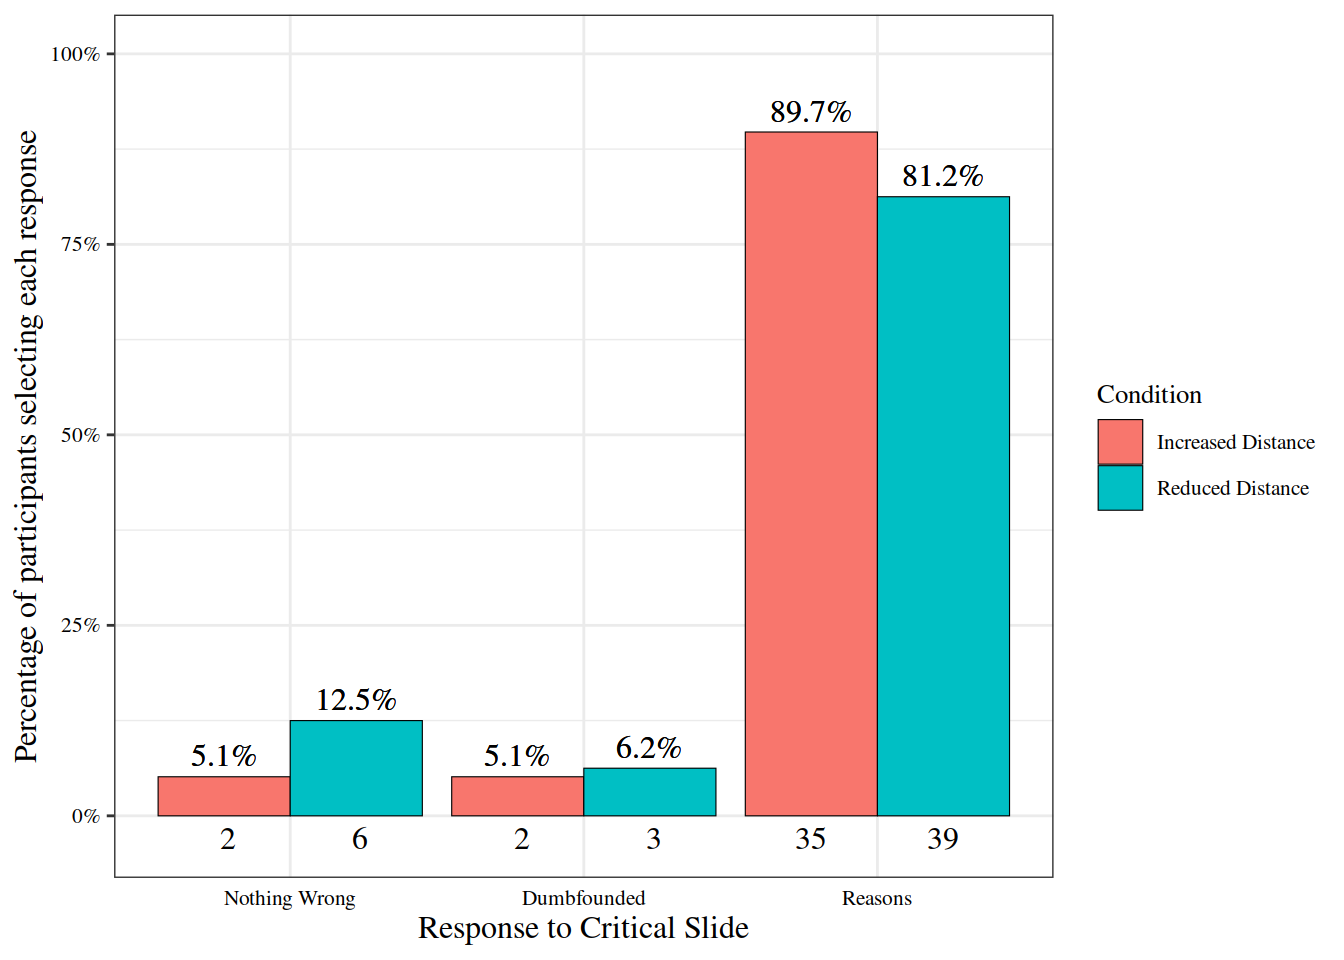 100%
75%
50%
25%
0%
Percentage of participants selecting each response
5.1%
12.5%
5.1%
6.2%
89.7%
81.2%
2
6
2
3
35
39
Nothing Wrong
Dumbfounded
Reasons
Response to Critical Slide
Condition
Increased Distance
Reduced Distance